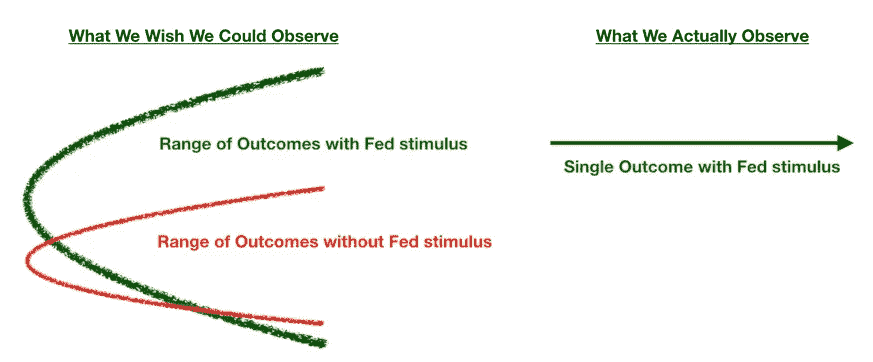 What We Wish We Could Observe
What We Actually Observe
Range of Outcomes with Fed stimulus
Single Outcome with Fed stimulus
Range of Outcomes without Fed stimulus